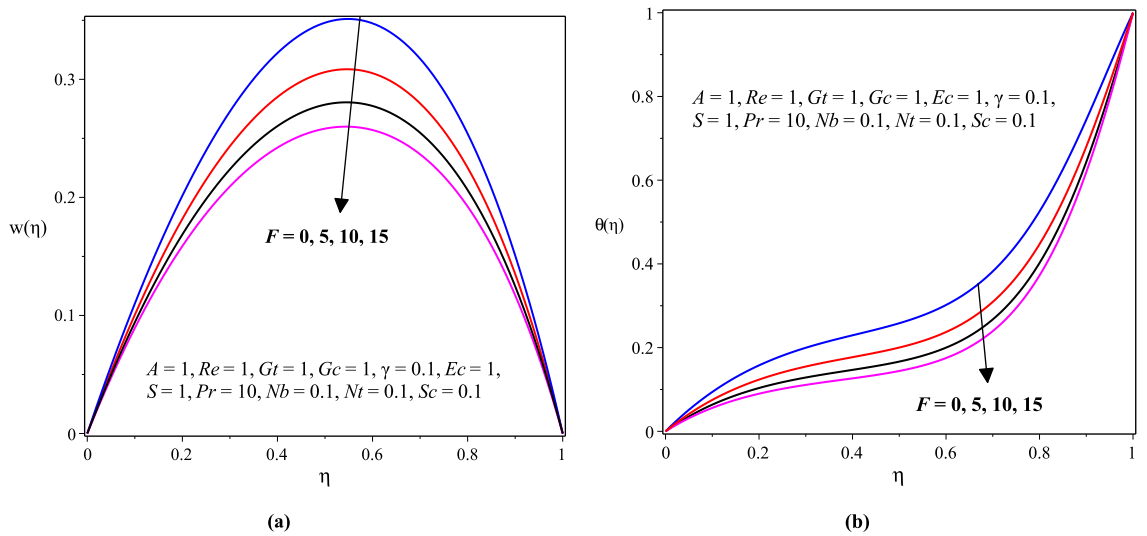 0.3
0.2
w(η)
0.1
0
F = 0, 5, 10, 15
A = 1, Re = 1, Gt = 1, Gc = 1, γ = 0.1, Ec = 1,
S = 1, Pr = 10, Nb = 0.1, Nt = 0.1, Sc = 0.1
0 0.2 0.4 0.6 0.8 1
η
(a)
1
0.8
0.6
θ(η)
0.4
0.2
0
A = 1, Re = 1, Gt = 1, Gc = 1, Ec = 1, γ = 0.1,
S = 1, Pr = 10, Nb = 0.1, Nt = 0.1, Sc = 0.1
F = 0, 5, 10, 15
0 0.2 0.4 0.6 0.8 1
η
(b)